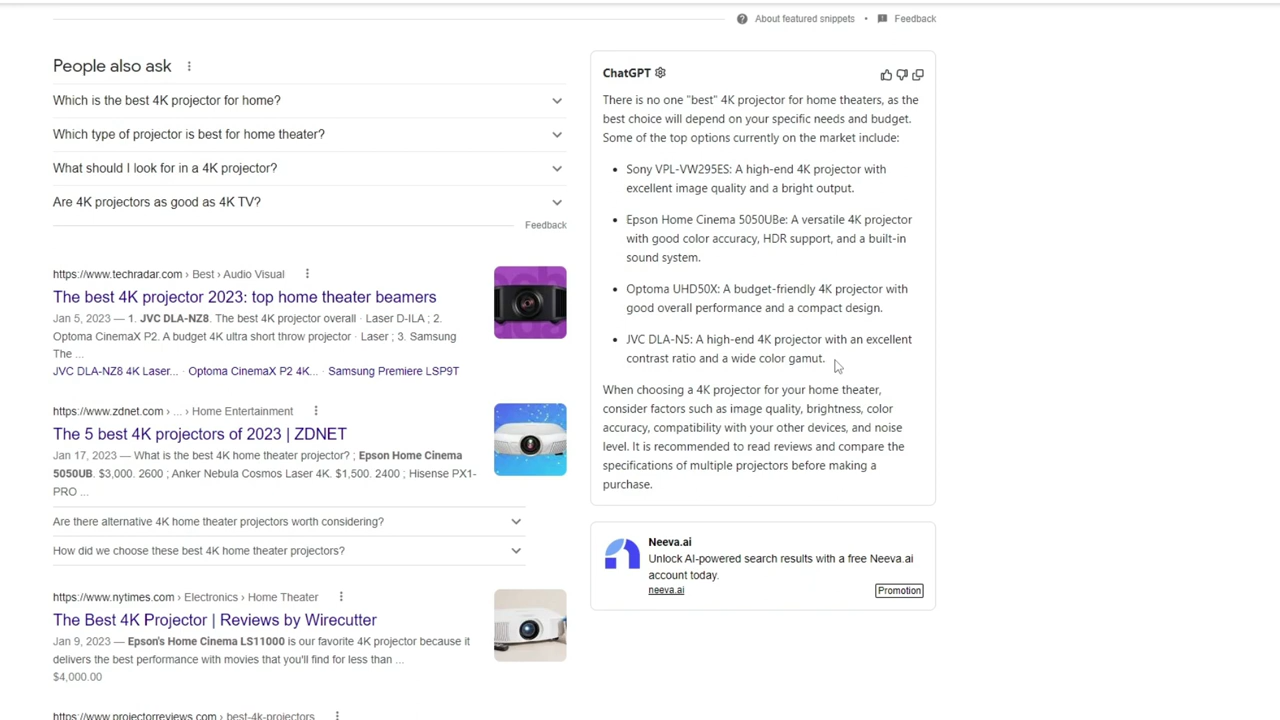 About featured snippets • Feedback
People also ask
Which is the best 4K projector for home?
Which type of projector is best for home theater?
What should I look for in a 4K projector?
Are 4K projectors as good as 4K TV?
Feedback
https://www.techradar.com › Best › Audio Visual
The best 4K projector 2023: top home theater beamers
Jan 5, 2023 — 1. JVC DLA-NZ8. The best 4K projector overall · Laser D-ILA ; 2.
Optoma CinemaX P2. A budget 4K ultra short throw projector · Laser ; 3. Samsung
The ...
JVC DLA-NZ8 4K Laser... · Optoma CinemaX P2 4K... · Samsung Premiere LSP9T
https://www.zdnet.com › ... › Home Entertainment
The 5 best 4K projectors of 2023 | ZDNET
Jan 17, 2023 — What is the best 4K home theater projector? ; Epson Home Cinema
5050UB. $3,000. 2600 ; Anker Nebula Cosmos Laser 4K. $1,500. 2400 ; Hisense PX1-
PRO ...
Are there alternative 4K home theater projectors worth considering?
How did we choose these best 4K home theater projectors?
https://www.nytimes.com › Electronics › Home Theater
The Best 4K Projector | Reviews by Wirecutter
Jan 9, 2023 — Epson's Home Cinema LS11000 is our favorite 4K projector because it
delivers the best performance with movies that you'll find for less than ...
$4,000.00
https://www.projectorreviews.com › best-4k-projectors
ChatGPT
There is no one "best" 4K projector for home theaters, as the
best choice will depend on your specific needs and budget.
Some of the top options currently on the market include:
• Sony VPL-VW295ES: A high-end 4K projector with
excellent image quality and a bright output.
• Epson Home Cinema 5050UBe: A versatile 4K projector
with good color accuracy, HDR support, and a built-in
sound system.
• Optoma UHD50X: A budget-friendly 4K projector with
good overall performance and a compact design.
• JVC DLA-N5: A high-end 4K projector with an excellent
contrast ratio and a wide color gamut.
When choosing a 4K projector for your home theater,
consider factors such as image quality, brightness, color
accuracy, compatibility with your other devices, and noise
level. It is recommended to read reviews and compare the
specifications of multiple projectors before making a
purchase.
Neeva.ai
Unlock AI-powered search results with a free Neeva.ai
account today.
neeva.ai
Promotion